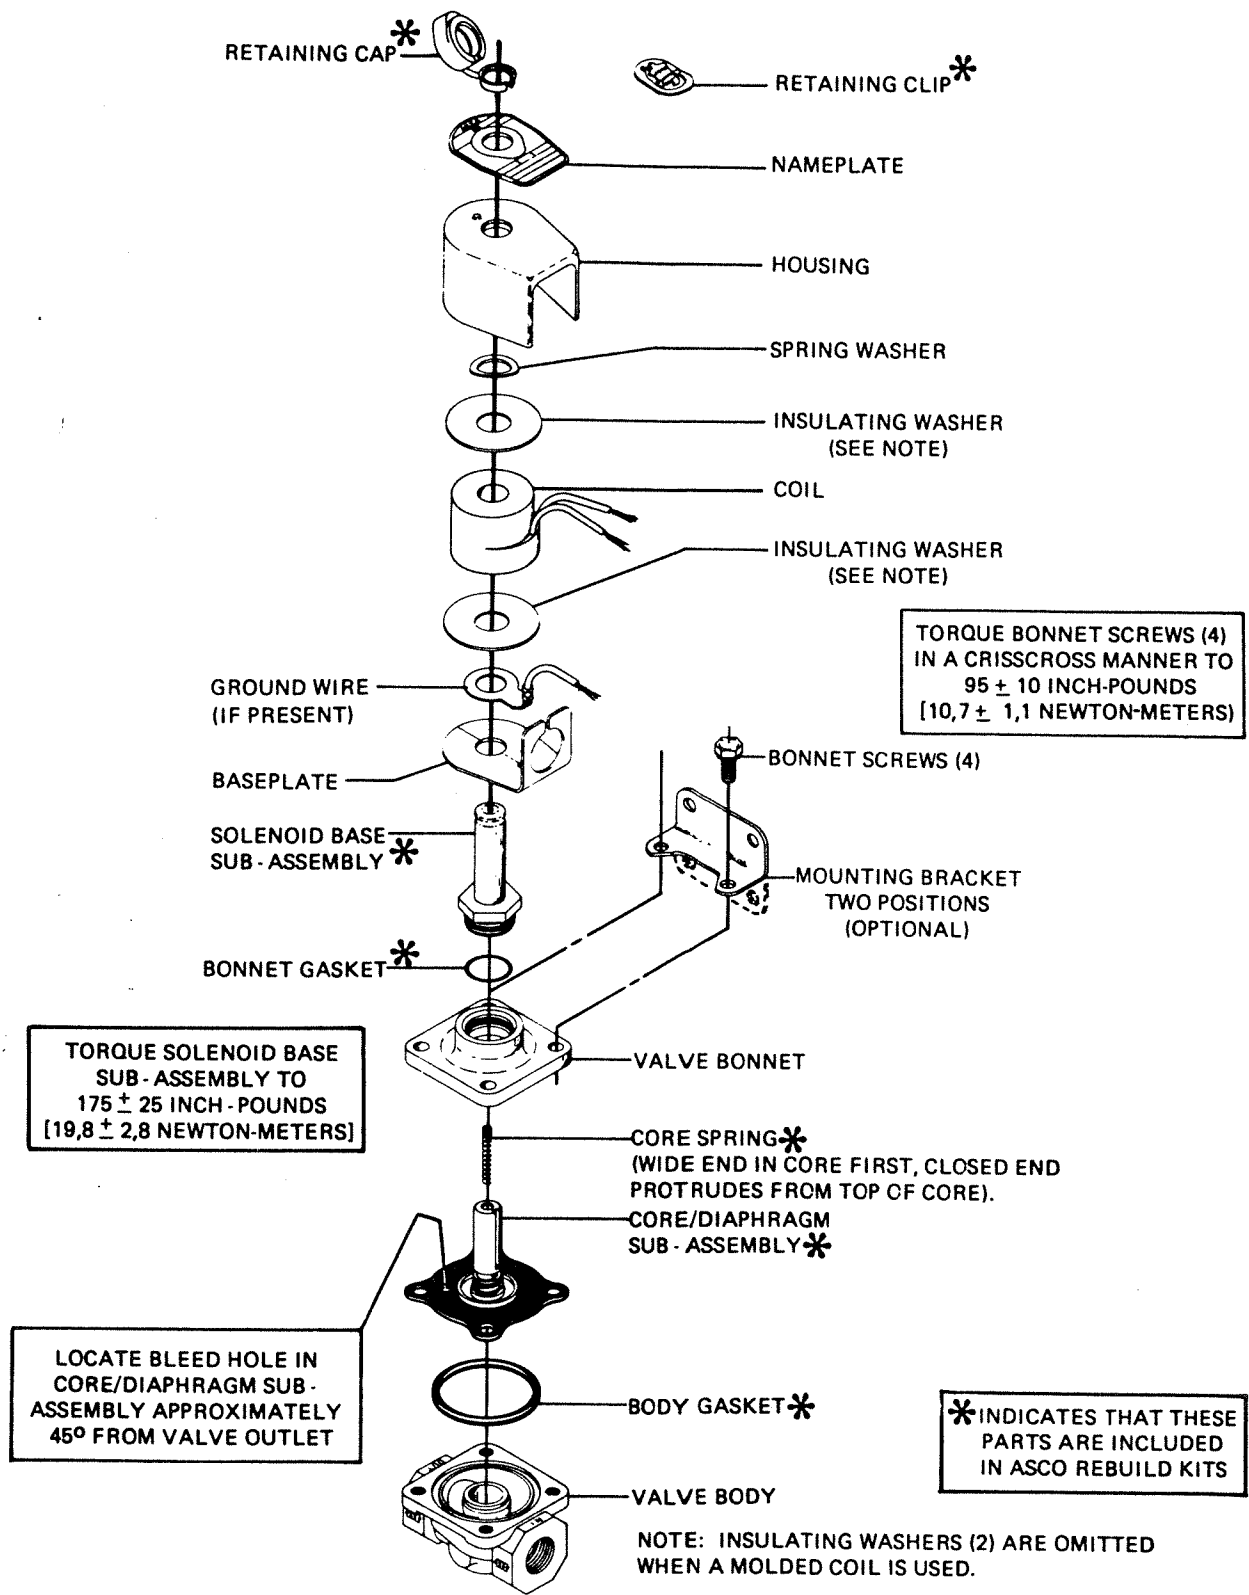 RETAINING CAP*
RETAINING CLIP*
NAMEPLATE
HOUSING
SPRING WASHER
INSULATING WASHER
(SEE NOTE)
COIL
INSULATING WASHER
(SEE NOTE)
TORQUE BONNET SCREWS (4)
IN A CRISSCROSS MANNER TO
95 ± 10 INCH-POUNDS
[10,7 ± 1,1 NEWTON-METERS)
GROUND WIRE
(IF PRESENT)
BONNET SCREWS (4)
BASEPLATE
SOLENOID BASE
SUB-ASSEMBLY*
MOUNTING BRACKET
TWO POSITIONS
(OPTIONAL)
BONNET GASKET*
TORQUE SOLENOID BASE
SUB-ASSEMBLY TO
175 ± 25 INCH-POUNDS
[19,8 ± 2,8 NEWTON-METERS]
VALVE BONNET
CORE SPRING*
(WIDE END IN CORE FIRST, CLOSED END
PROTRUDES FROM TOP OF CORE).
CORE/DIAPHRAGM
SUB-ASSEMBLY*
LOCATE BLEED HOLE IN
CORE/DIAPHRAGM SUB-
ASSEMBLY APPROXIMATELY
45º FROM VALVE OUTLET
BODY GASKET*
* INDICATES THAT THESE
PARTS ARE INCLUDED
IN ASCO REBUILD KITS
VALVE BODY
NOTE: INSULATING WASHERS (2) ARE OMITTED
WHEN A MOLDED COIL IS USED.